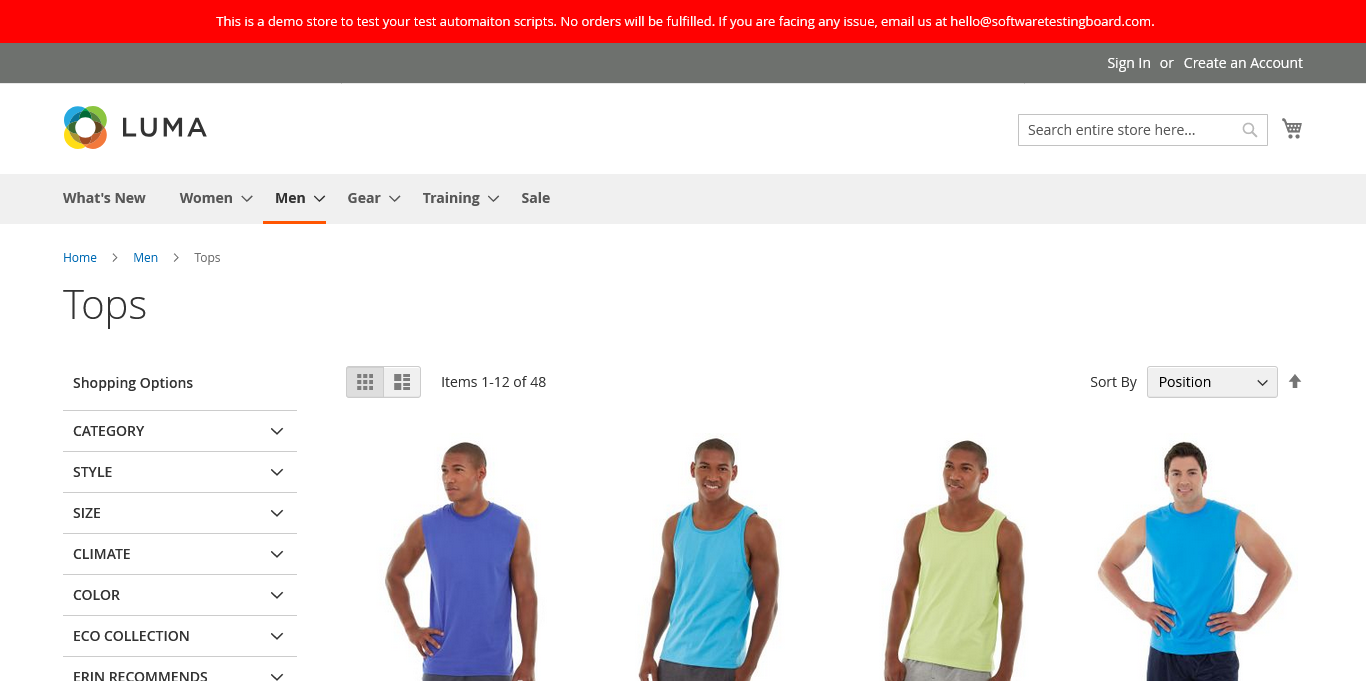 This is a demo store to test your test automaiton scripts. No orders will be fulfilled. If you are facing any issue, email us at hello@softwaretestingboard.com.
Sign In or Create an Account
LUMA
Search entire store here...
What's New Women Men Gear Training Sale
Home Men Tops
Tops
Shopping Options
Items 1-12 of 48
Sort By Position
CATEGORY
STYLE
SIZE
CLIMATE
COLOR
ECO COLLECTION
ERIN RECOMMENDS